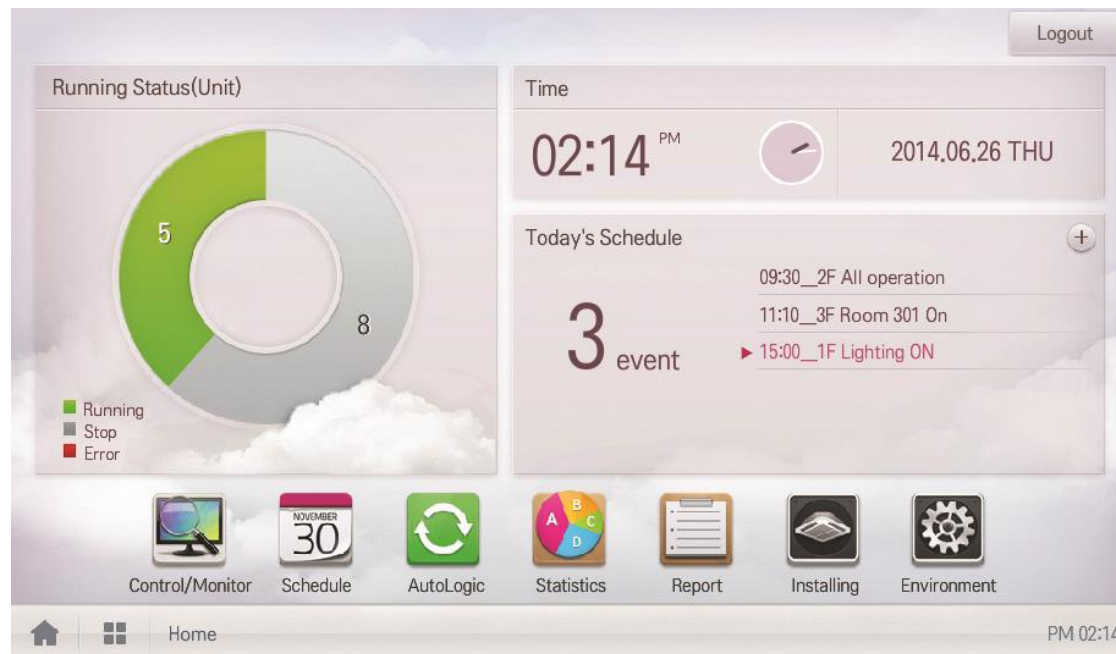 Logout
Running Status(Unit)
5
8
Running
Stop
Error
Time
02:14 PM
2014.06.26 THU
Today's Schedule
3 event
09:30__2F All operation
11:10__3F Room 301 On
15:00__1F Lighting ON
NOVEMBER
30
A
B
C
D
Control/Monitor
Schedule
AutoLogic
Statistics
Report
Installing
Environment
Home
PM 02:14